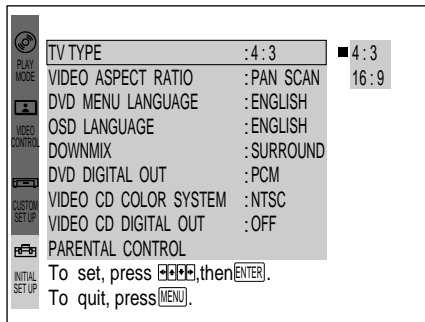 PLAY
MODE
VIDEO
CONTROL
CUSTOM
SET UP
INITIAL
SET UP
TV TYPE :4:3
VIDEO ASPECT RATIO :PAN SCAN
DVD MENU LANGUAGE :ENGLISH
OSD LANGUAGE :ENGLISH
DOWNMIX :SURROUND
DVD DIGITAL OUT :PCM
VIDEO CD COLOR SYSTEM :NTSC
VIDEO CD DIGITAL OUT :OFF
PARENTAL CONTROL
4:3
16:9
To set, press ,then ENTER.
To quit, press MENU.